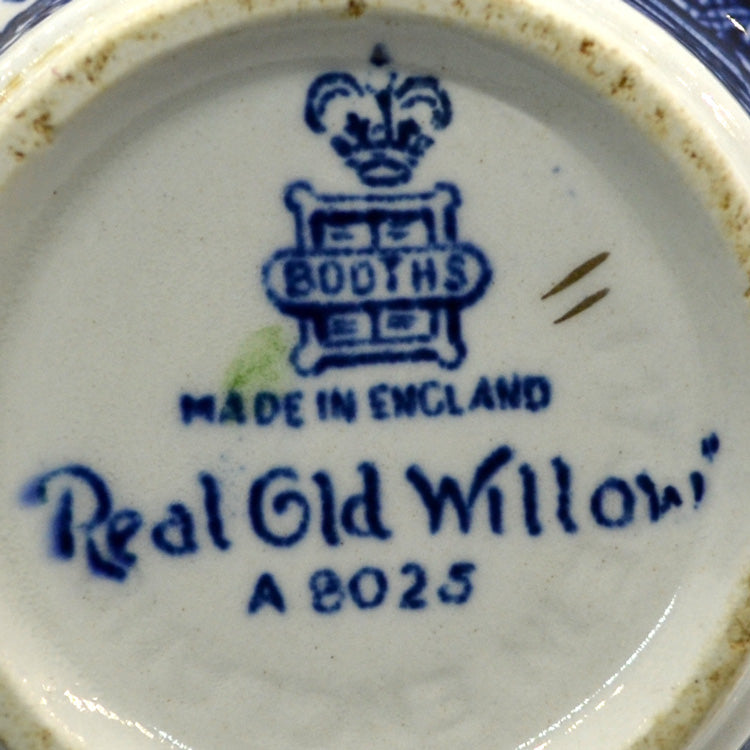 BOOTHS
MADE IN ENGLAND
"Real Old Willow"
A 8025